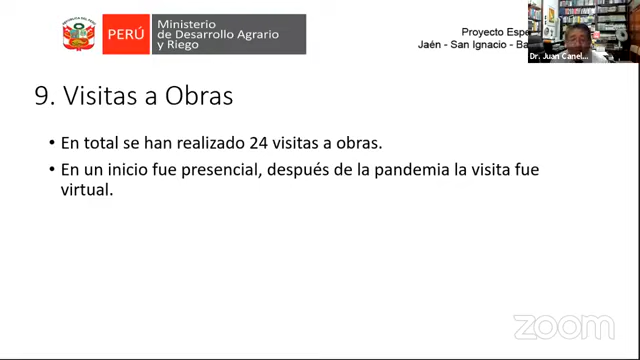 PERÚ
Ministerio
de Desarrollo Agrario
y Riego
Proyecto Espe
Jaén - San Ignacio - Ba
Dr. Juan Canel...
9. Visitas a Obras
• En total se han realizado 24 visitas a obras.
• En un inicio fue presencial, después de la pandemia la visita fue
virtual.
zoom